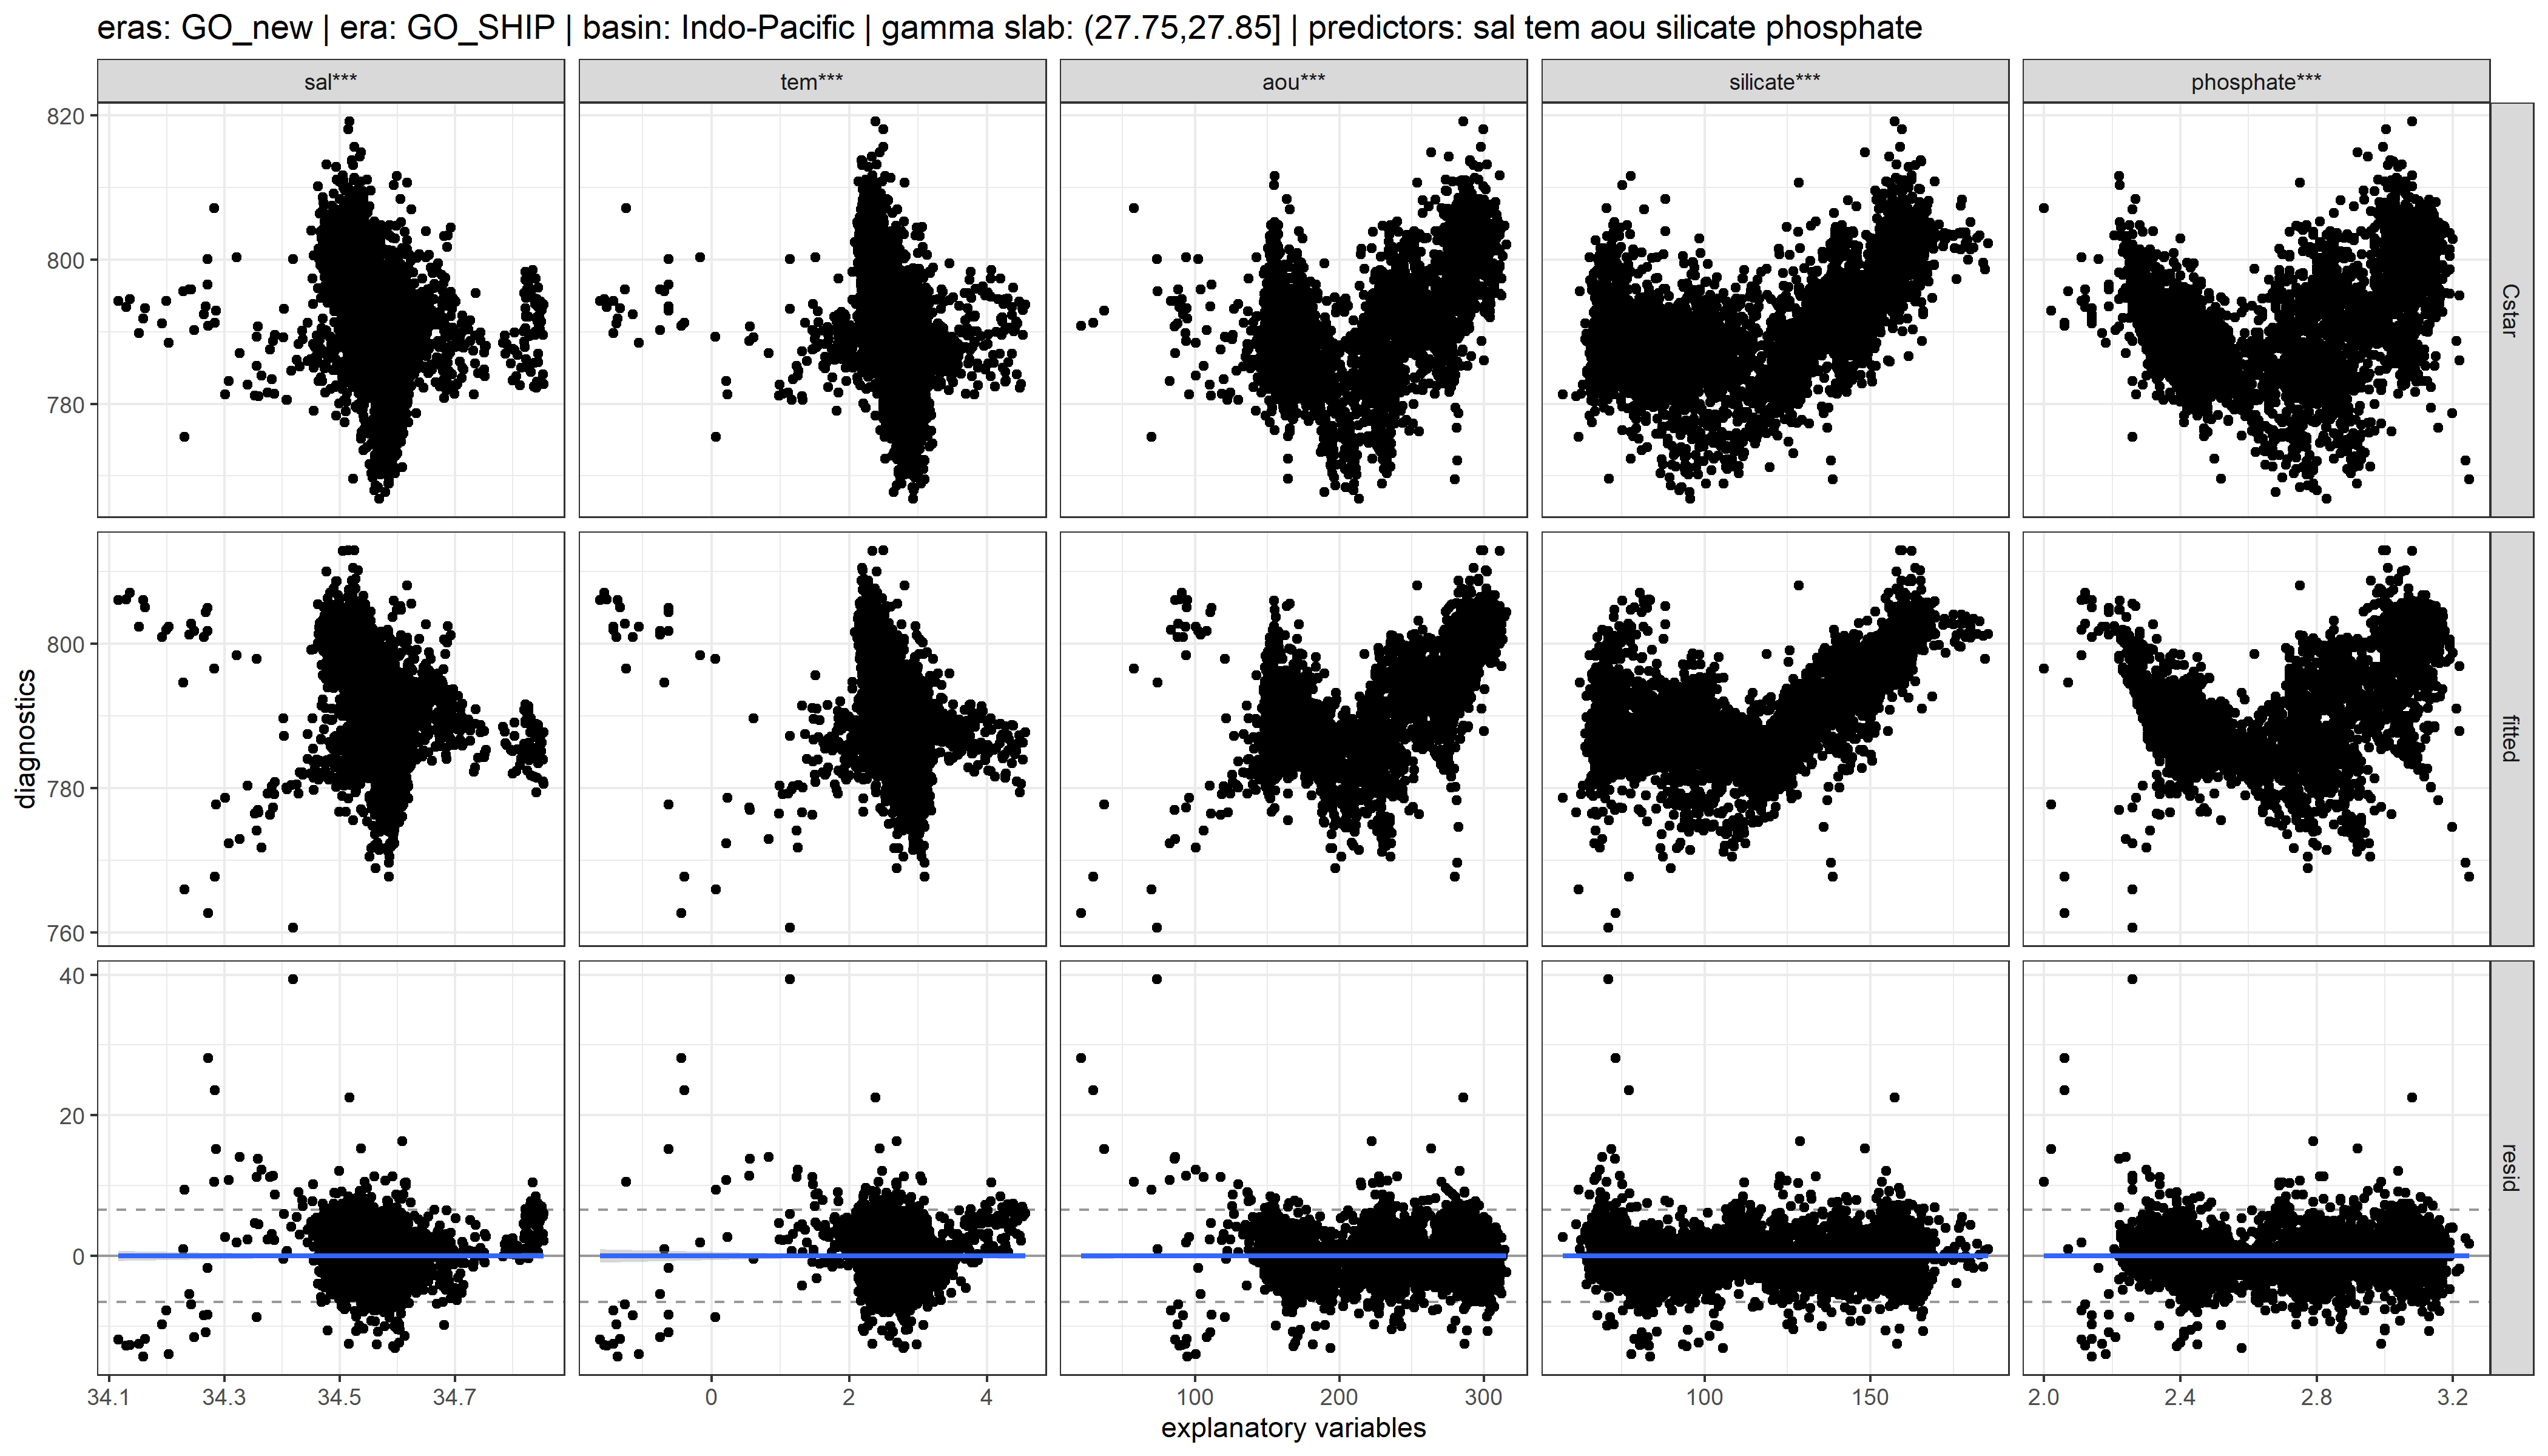 eras: GO_new | era: GO_SHIP | basin: Indo-Pacific | gamma slab: (27.75,27.85] | predictors: sal tem aou silicate phosphate
sal*** tem*** aou*** silicate*** phosphate***
820
800
780
Cstar
800
780
760
fitted
40
20
0
resid
diagnostics
34.1 34.3 34.5 34.7 0 2 4 100 200 300 100 150 2.0 2.4 2.8 3.2
explanatory variables